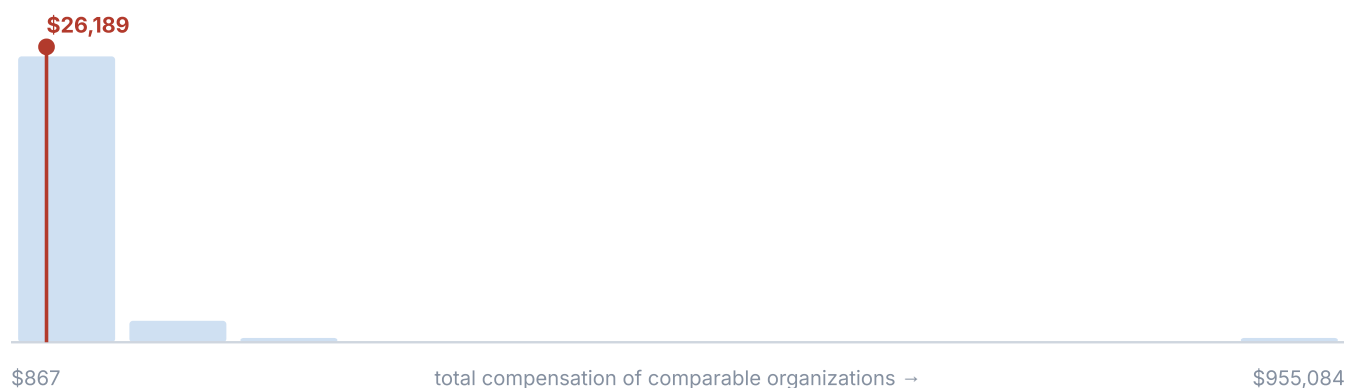 $26,189
$867 total compensation of comparable organizations → $955,084